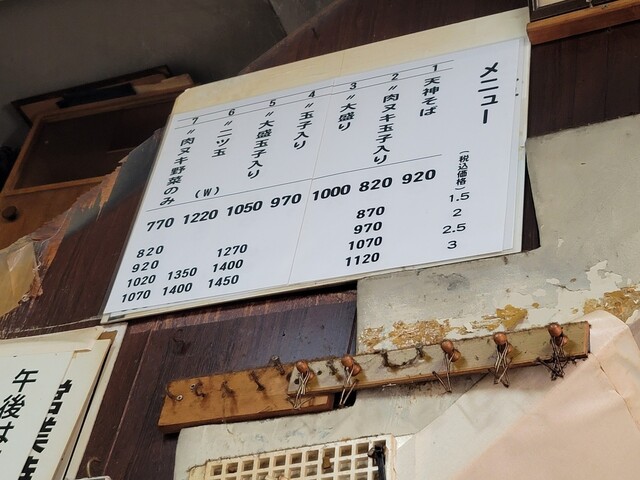 メニュー
(税込価格)
1 天神そば
2 〃肉ヌキ玉子入り
3 〃大盛り
4 〃玉子入り
5 〃大盛玉子入り
6 〃二ツ玉 (W)
7 〃肉ヌキ野菜のみ
770 1220 1050 970 1000 820 920
820 870 1.5
920 1270 970 2
1020 1350 1400 1070 2.5
1070 1400 1450 1120 3
営業
午後は